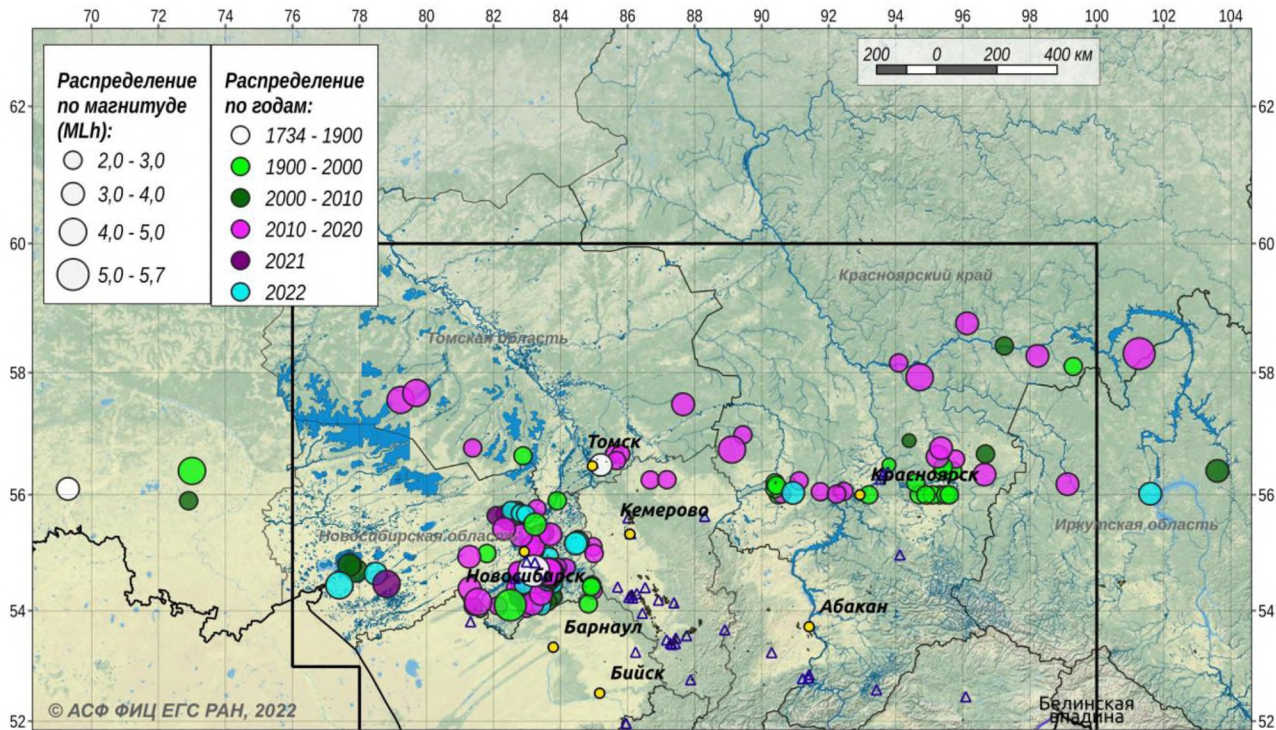 70 72 74 76 78 80 82 84 86 88 90 92 94 96 98 100 102 104
Распределение
по магнитуде
(MLh):
2,0 - 3,0
3,0 - 4,0
4,0 - 5,0
5,0 - 5,7
Распределение
по годам:
1734 - 1900
1900 - 2000
2000 - 2010
2010 - 2020
2021
2022
200 0 200 400 км
62 62
60 60
Красноярский край
Томская область
58 58
Томск
Красноярск
56 56
Кемерово
Иркутская область
Новосибирская область
Новосибирск
54 54
Абакан
Барнаул
Бийск
Белинская
впадина
© АСФ ФИЦ ЕГС РАН, 2022
52 52